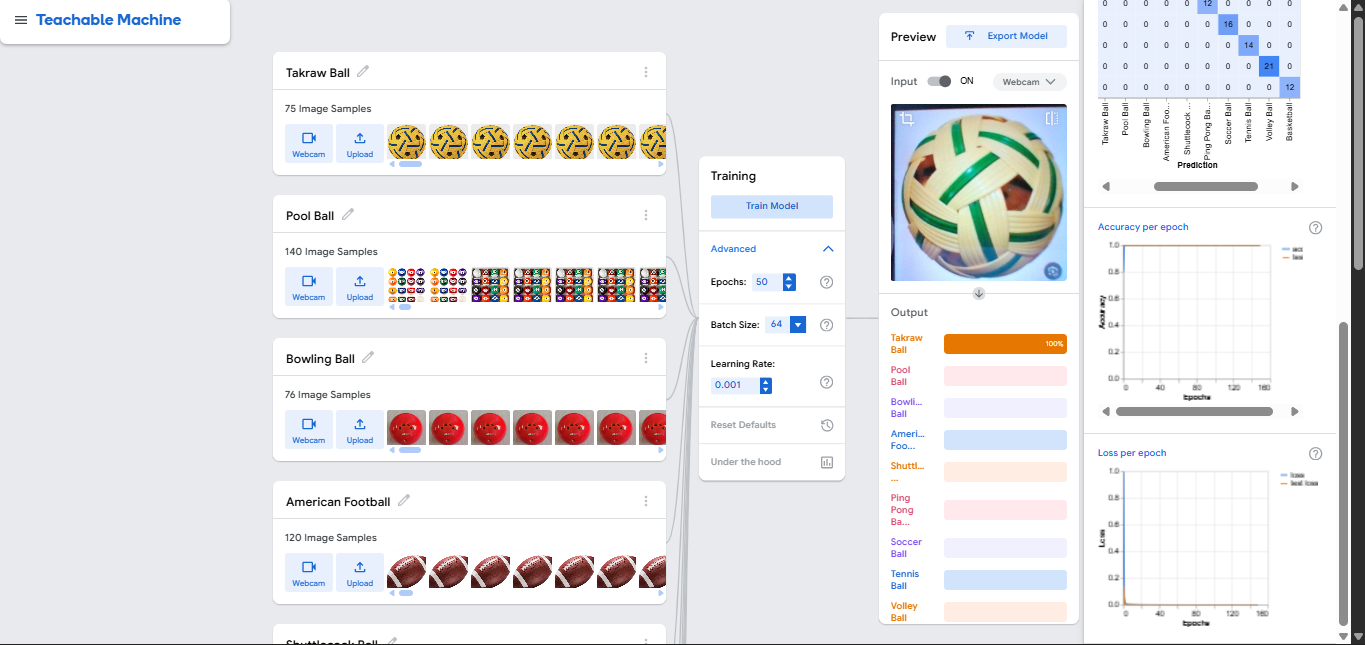 Teachable Machine
Takraw Ball
75 Image Samples
Webcam
Upload
Pool Ball
140 Image Samples
Webcam
Upload
Bowling Ball
76 Image Samples
Webcam
Upload
American Football
120 Image Samples
Webcam
Upload
Shuttlecock Ball
Training
Train Model
Advanced
Epochs: 50
Batch Size: 64
Learning Rate:
0.001
Reset Defaults
Under the hood
Preview
Export Model
Input ON Webcam
Output
Takraw
Ball
100%
Pool
Ball
Bowli...
Ball
Ameri...
Foo...
Shuttl...
...
Ping
Pong
Ba...
Soccer
Ball
Tennis
Ball
Volley
Ball
0 0 0 0 0 12 0 0 0 0
0 0 0 0 0 0 16 0 0 0
0 0 0 0 0 0 0 14 0 0
0 0 0 0 0 0 0 0 21 0
0 0 0 0 0 0 0 0 0 12
Takraw Ball
Pool Ball
Bowling Ball
American Foo...
Shuttlecock ...
Ping Pong Ba...
Soccer Ball
Tennis Ball
Volley Ball
Basketball
Prediction
Accuracy per epoch
1.0
0.8
0.6
0.4
0.2
0.0
Accuracy
0 40 80 120 160
Epochs
acc
Loss per epoch
1.0
0.8
0.6
0.4
0.2
0.0
Loss
0 40 80 120 160
Epochs
loss
test loss